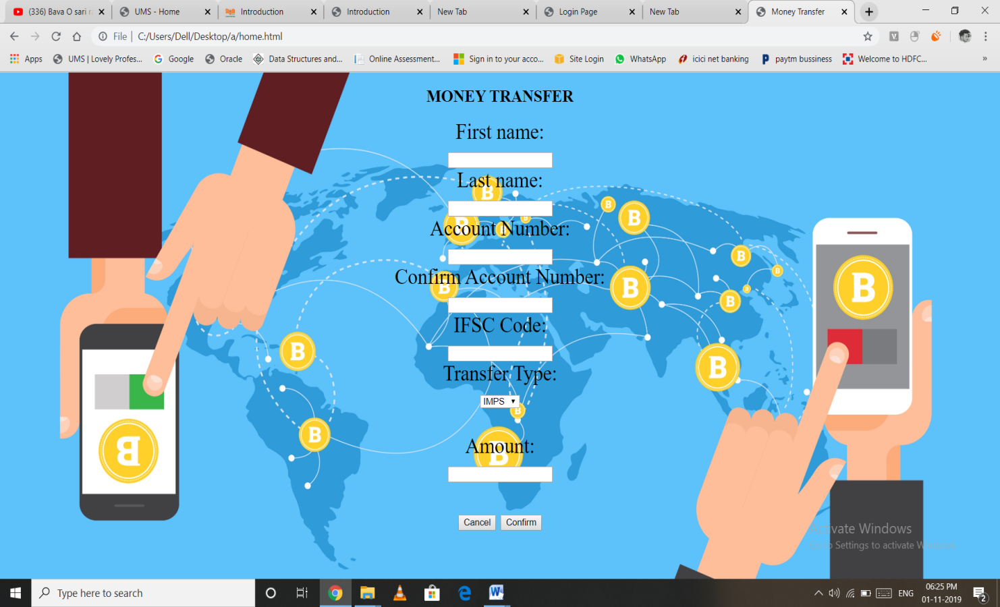 (336) Bava O sari
UMS - Home
Introduction
Introduction
New Tab
Login Page
New Tab
Money Transfer
File | C:/Users/Dell/Desktop/a/home.html
Apps
UMS | Lovely Profes...
Google
Oracle
Data Structures and...
Online Assessment...
Sign in to your acco...
Site Login
WhatsApp
icici net banking
paytm bussiness
Welcome to HDFC...
»
MONEY TRANSFER
First name:
Last name:
Account Number:
Confirm Account Number:
IFSC Code:
Transfer Type:
IMPS
Amount:
Cancel Confirm
Activate Windows
to Settings to activate
Type here to search
ENG
06:25 PM
01-11-2019
2